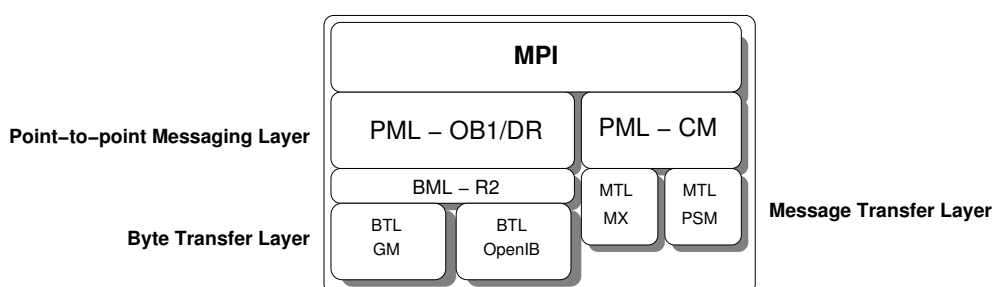 MPI
Point−to−point Messaging Layer
PML − OB1/DR
PML − CM
BML − R2
MTL
MX
MTL
PSM
Message Transfer Layer
Byte Transfer Layer
BTL
GM
BTL
OpenIB